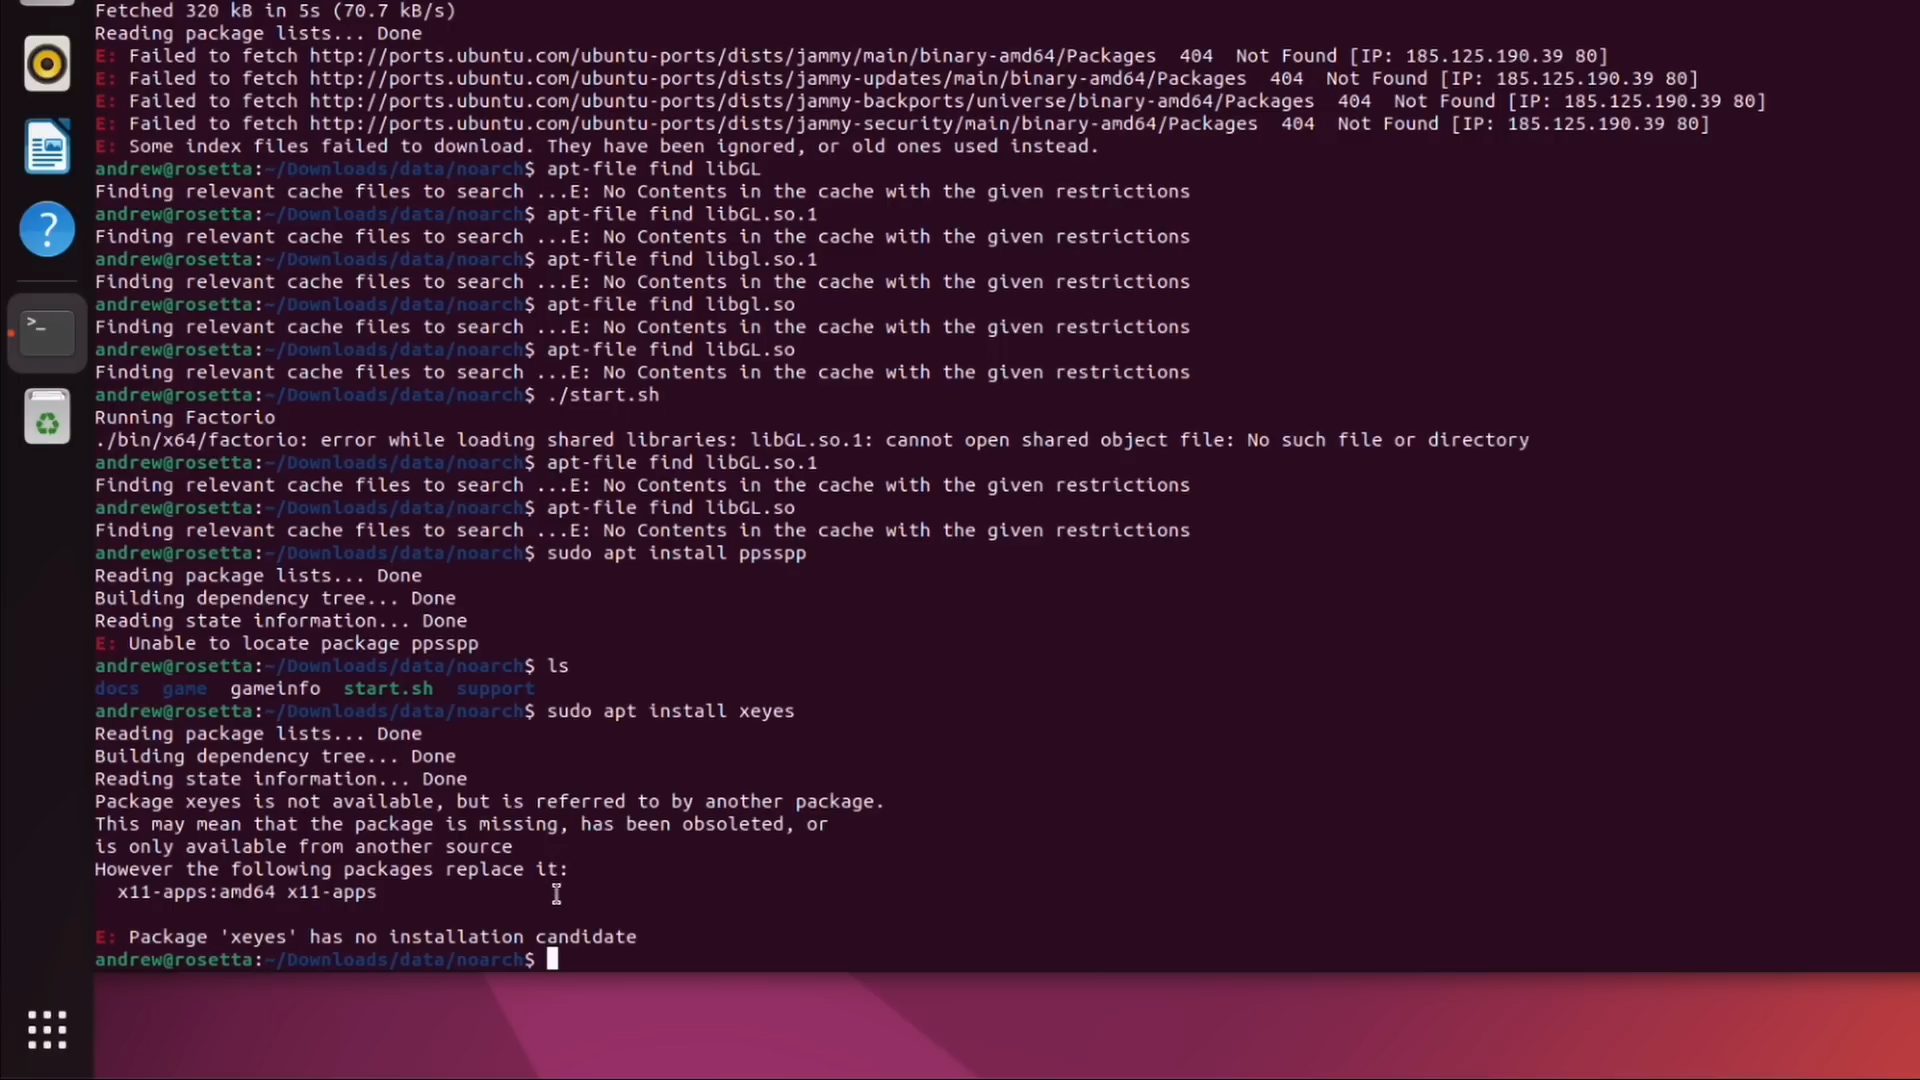 Fetched 320 kB in 5s (70.7 kB/s)
Reading package lists... Done
E: Failed to fetch http://ports.ubuntu.com/ubuntu-ports/dists/jammy/main/binary-amd64/Packages  404  Not Found [IP: 185.125.190.39 80]
E: Failed to fetch http://ports.ubuntu.com/ubuntu-ports/dists/jammy-updates/main/binary-amd64/Packages  404  Not Found [IP: 185.125.190.39 80]
E: Failed to fetch http://ports.ubuntu.com/ubuntu-ports/dists/jammy-backports/universe/binary-amd64/Packages  404  Not Found [IP: 185.125.190.39 80]
E: Failed to fetch http://ports.ubuntu.com/ubuntu-ports/dists/jammy-security/main/binary-amd64/Packages  404  Not Found [IP: 185.125.190.39 80]
E: Some index files failed to download. They have been ignored, or old ones used instead.
andrew@rosetta:~/Downloads/data/noarch$ apt-file find libGL
Finding relevant cache files to search ...E: No Contents in the cache with the given restrictions
andrew@rosetta:~/Downloads/data/noarch$ apt-file find libGL.so.1
Finding relevant cache files to search ...E: No Contents in the cache with the given restrictions
andrew@rosetta:~/Downloads/data/noarch$ apt-file find libgl.so.1
Finding relevant cache files to search ...E: No Contents in the cache with the given restrictions
andrew@rosetta:~/Downloads/data/noarch$ apt-file find libgl.so
Finding relevant cache files to search ...E: No Contents in the cache with the given restrictions
andrew@rosetta:~/Downloads/data/noarch$ apt-file find libGL.so
Finding relevant cache files to search ...E: No Contents in the cache with the given restrictions
andrew@rosetta:~/Downloads/data/noarch$ ./start.sh
Running Factorio
./bin/x64/factorio: error while loading shared libraries: libGL.so.1: cannot open shared object file: No such file or directory
andrew@rosetta:~/Downloads/data/noarch$ apt-file find libGL.so.1
Finding relevant cache files to search ...E: No Contents in the cache with the given restrictions
andrew@rosetta:~/Downloads/data/noarch$ apt-file find libGL.so
Finding relevant cache files to search ...E: No Contents in the cache with the given restrictions
andrew@rosetta:~/Downloads/data/noarch$ sudo apt install ppsspp
Reading package lists... Done
Building dependency tree... Done
Reading state information... Done
E: Unable to locate package ppsspp
andrew@rosetta:~/Downloads/data/noarch$ ls
docs  game  gameinfo  start.sh  support
andrew@rosetta:~/Downloads/data/noarch$ sudo apt install xeyes
Reading package lists... Done
Building dependency tree... Done
Reading state information... Done
Package xeyes is not available, but is referred to by another package.
This may mean that the package is missing, has been obsoleted, or
is only available from another source
However the following packages replace it:
  x11-apps:amd64 x11-apps
E: Package 'xeyes' has no installation candidate
andrew@rosetta:~/Downloads/data/noarch$